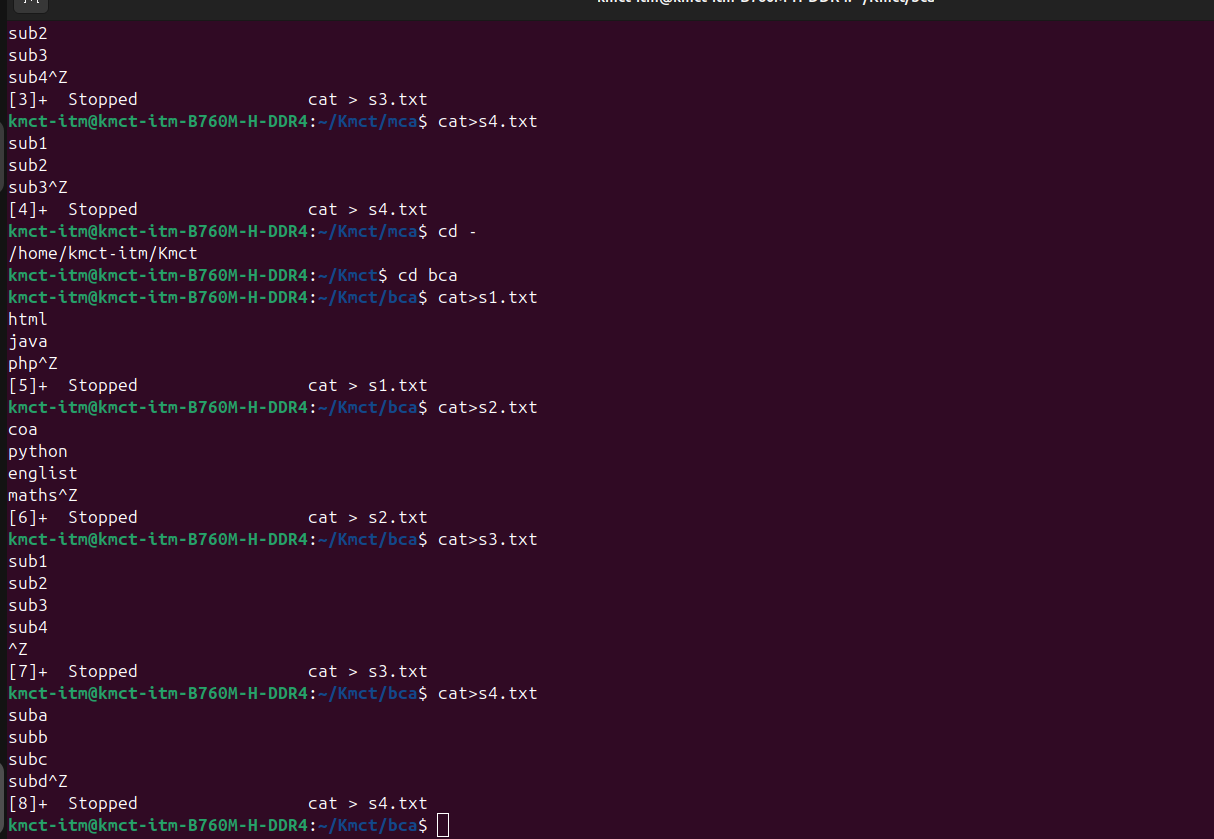 sub2
sub3
sub4^Z
[3]+  Stopped                 cat > s3.txt
kmct-itm@kmct-itm-B760M-H-DDR4:~/Kmct/mca$ cat>s4.txt
sub1
sub2
sub3^Z
[4]+  Stopped                 cat > s4.txt
kmct-itm@kmct-itm-B760M-H-DDR4:~/Kmct/mca$ cd -
/home/kmct-itm/Kmct
kmct-itm@kmct-itm-B760M-H-DDR4:~/Kmct$ cd bca
kmct-itm@kmct-itm-B760M-H-DDR4:~/Kmct/bca$ cat>s1.txt
html
java
php^Z
[5]+  Stopped                 cat > s1.txt
kmct-itm@kmct-itm-B760M-H-DDR4:~/Kmct/bca$ cat>s2.txt
coa
python
englist
maths^Z
[6]+  Stopped                 cat > s2.txt
kmct-itm@kmct-itm-B760M-H-DDR4:~/Kmct/bca$ cat>s3.txt
sub1
sub2
sub3
sub4
^Z
[7]+  Stopped                 cat > s3.txt
kmct-itm@kmct-itm-B760M-H-DDR4:~/Kmct/bca$ cat>s4.txt
suba
subb
subc
subd^Z
[8]+  Stopped                 cat > s4.txt
kmct-itm@kmct-itm-B760M-H-DDR4:~/Kmct/bca$